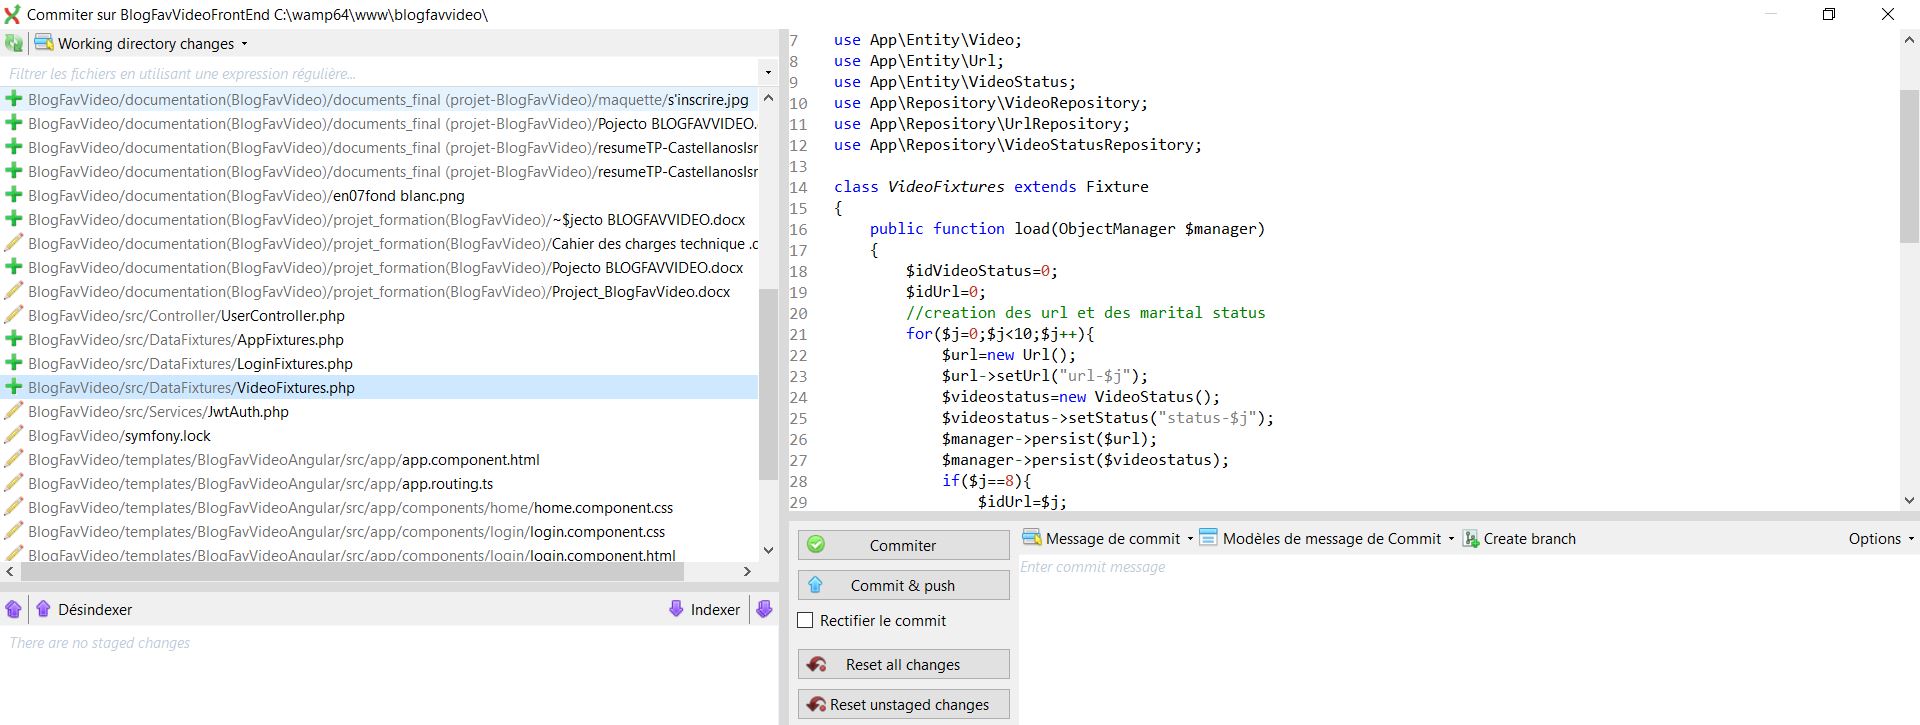 Commiter sur BlogFavVideoFrontEnd C:\wamp64\www\blogfavvideo\
Working directory changes
Filtrer les fichiers en utilisant une expression régulière...
BlogFavVideo/documentation(BlogFavVideo)/documents_final (projet-BlogFavVideo)/maquette/s'inscrire.jpg
BlogFavVideo/documentation(BlogFavVideo)/documents_final (projet-BlogFavVideo)/Pojecto BLOGFAVVIDEO.
BlogFavVideo/documentation(BlogFavVideo)/documents_final (projet-BlogFavVideo)/resumeTP-CastellanosIsr
BlogFavVideo/documentation(BlogFavVideo)/documents_final (projet-BlogFavVideo)/resumeTP-CastellanosIsr
BlogFavVideo/documentation(BlogFavVideo)/en07fond blanc.png
BlogFavVideo/documentation(BlogFavVideo)/projet_formation(BlogFavVideo)/~$jecto BLOGFAVVIDEO.docx
BlogFavVideo/documentation(BlogFavVideo)/projet_formation(BlogFavVideo)/Cahier des charges technique .c
BlogFavVideo/documentation(BlogFavVideo)/projet_formation(BlogFavVideo)/Pojecto BLOGFAVVIDEO.docx
BlogFavVideo/documentation(BlogFavVideo)/projet_formation(BlogFavVideo)/Project_BlogFavVideo.docx
BlogFavVideo/src/Controller/UserController.php
BlogFavVideo/src/DataFixtures/AppFixtures.php
BlogFavVideo/src/DataFixtures/LoginFixtures.php
BlogFavVideo/src/DataFixtures/VideoFixtures.php
BlogFavVideo/src/Services/JwtAuth.php
BlogFavVideo/symfony.lock
BlogFavVideo/templates/BlogFavVideoAngular/src/app/app.component.html
BlogFavVideo/templates/BlogFavVideoAngular/src/app/app.routing.ts
BlogFavVideo/templates/BlogFavVideoAngular/src/app/components/home/home.component.css
BlogFavVideo/templates/BlogFavVideoAngular/src/app/components/login/login.component.css
BlogFavVideo/templates/BlogFavVideoAngular/src/app/components/login/login.component.html
Désindexer
Indexer
There are no staged changes
7 use App\Entity\Video;
8 use App\Entity\Url;
9 use App\Entity\VideoStatus;
10 use App\Repository\VideoRepository;
11 use App\Repository\UrlRepository;
12 use App\Repository\VideoStatusRepository;
13
14 class VideoFixtures extends Fixture
15 {
16 public function load(ObjectManager $manager)
17 {
18 $idVideoStatus=0;
19 $idUrl=0;
20 //creation des url et des marital status
21 for($j=0;$j<10;$j++){
22 $url=new Url();
23 $url->setUrl("url-$j");
24 $videostatus=new VideoStatus();
25 $videostatus->setStatus("status-$j");
26 $manager->persist($url);
27 $manager->persist($videostatus);
28 if($j==8){
29 $idUrl=$j;
Commiter
Commit & push
Rectifier le commit
Reset all changes
Reset unstaged changes
Message de commit
Modèles de message de Commit
Create branch
Options
Enter commit message